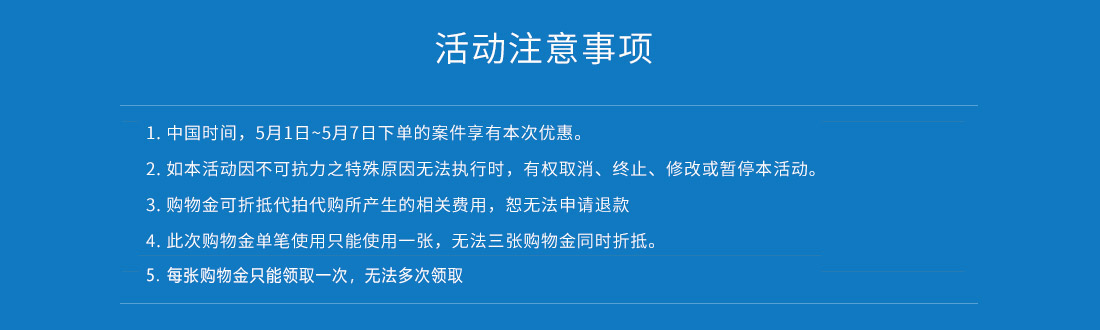 活动注意事项
1. 中国时间，5月1日~5月7日下单的案件享有本次优惠。
2. 如本活动因不可抗力之特殊原因无法执行时，有权取消、终止、修改或暂停本活动。
3. 购物金可折抵代拍代购所产生的相关费用，恕无法申请退款
4. 此次购物金单笔使用只能使用一张，无法三张购物金同时折抵。
5. 每张购物金只能领取一次，无法多次领取